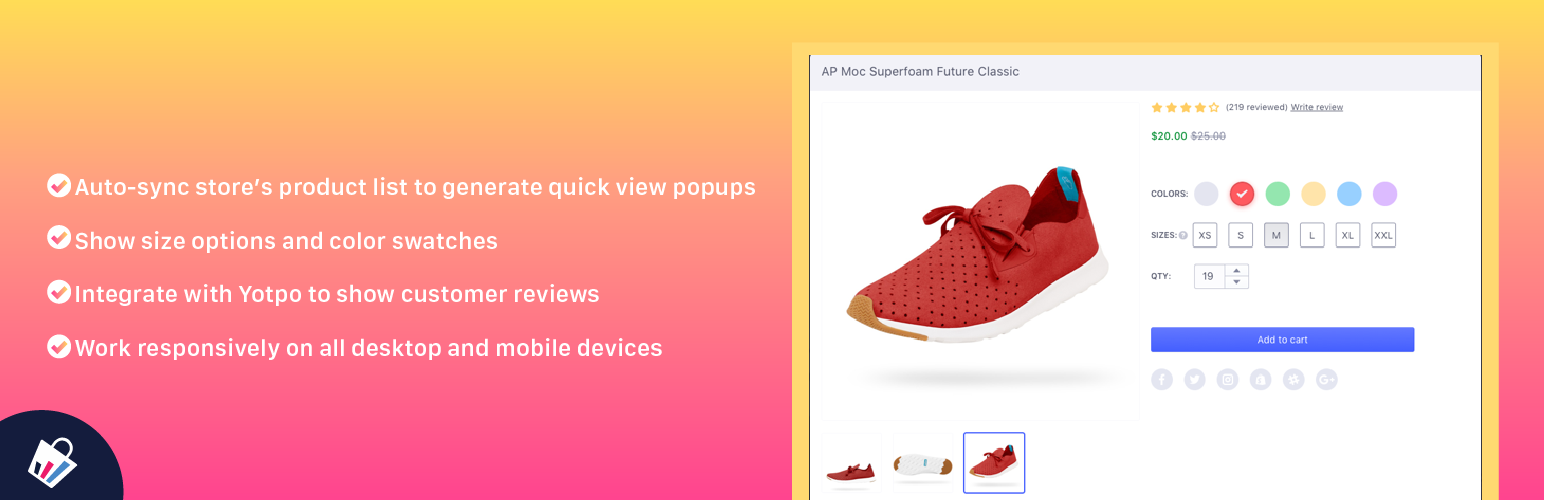 Auto-sync store's product list to generate quick view popups
Show size options and color swatches
Integrate with Yotpo to show customer reviews
Work responsively on all desktop and mobile devices
AP Moc Superfoam Future Classic
(219 reviewed) Write review
$20.00 $25.00
COLORS:
SIZES: ? XS S M L XL XXL
QTY: 19
Add to cart